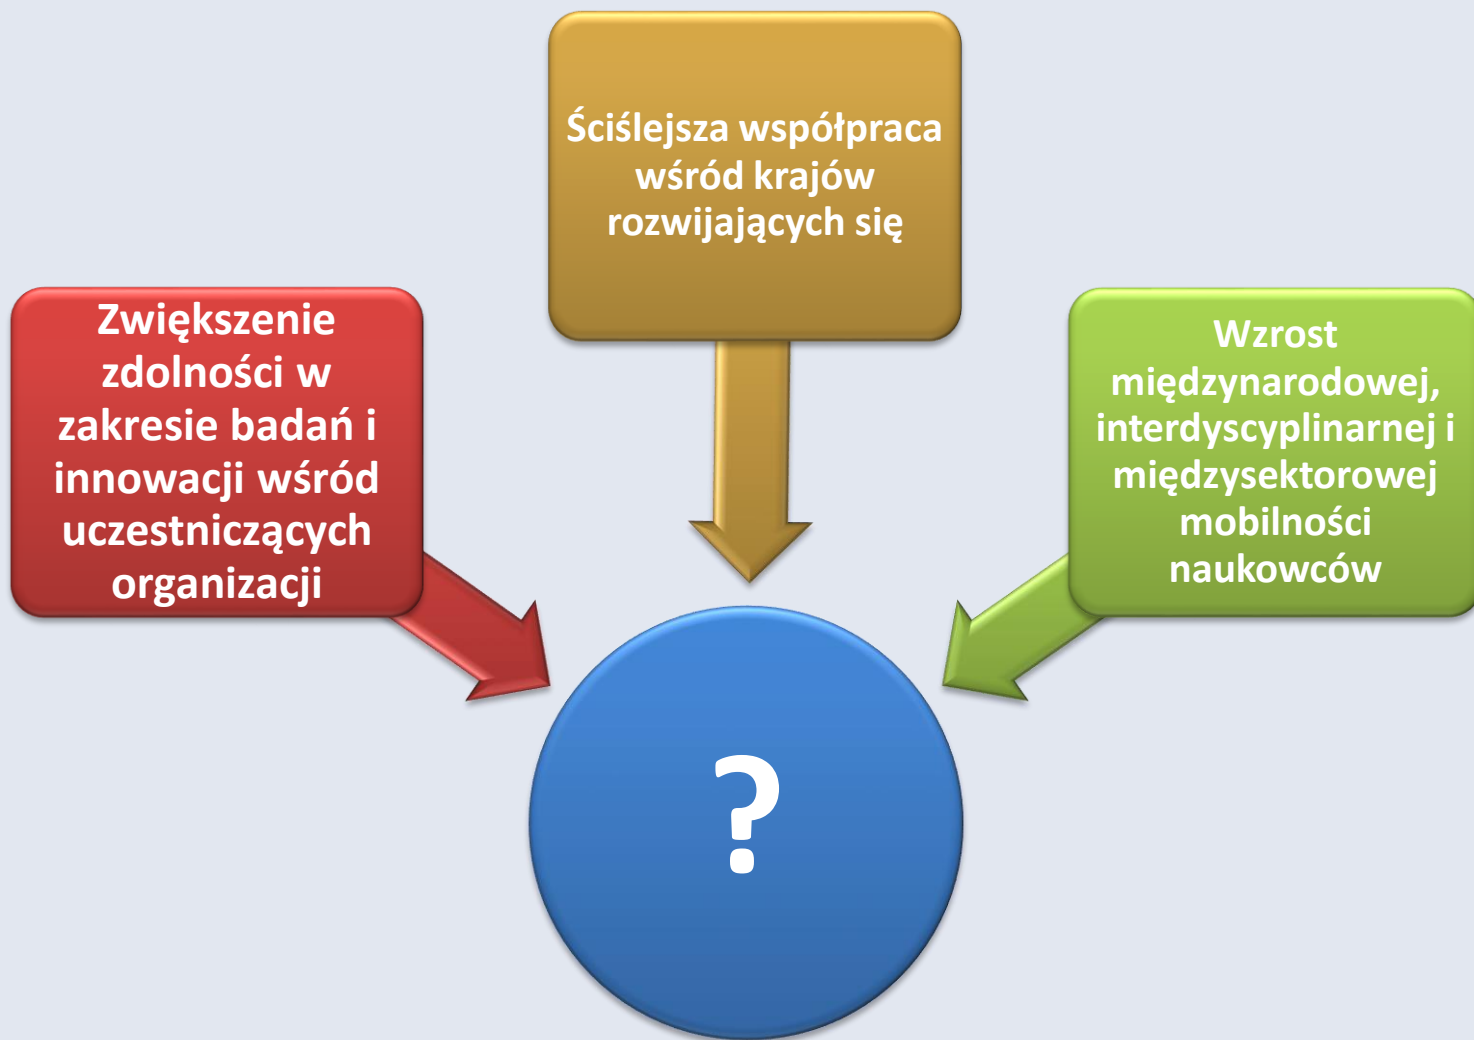 Ściślejsza współpraca
wśród krajów
rozwijających się
Zwiększenie
zdolności w
zakresie badań i
innowacji wśród
uczestniczących
organizacji
Wzrost
międzynarodowej,
interdyscyplinarnej i
międzysektorowej
mobilności
naukowców
?